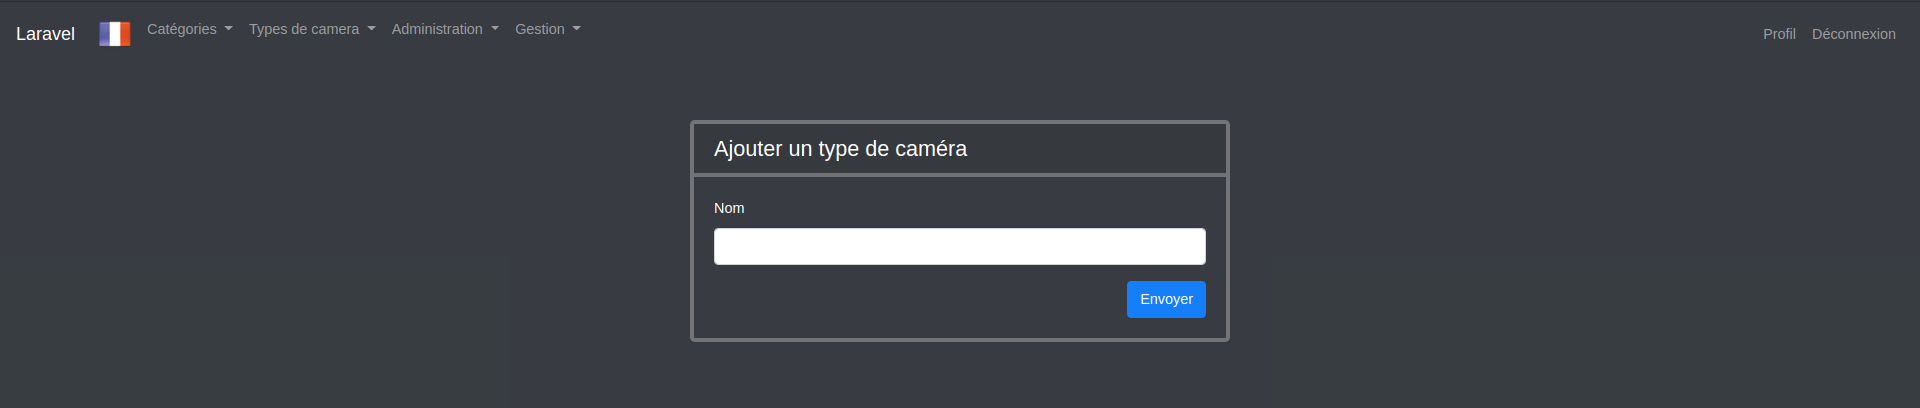 Laravel Catégories Types de camera Administration Gestion Profil Déconnexion
Ajouter un type de caméra
Nom
Envoyer